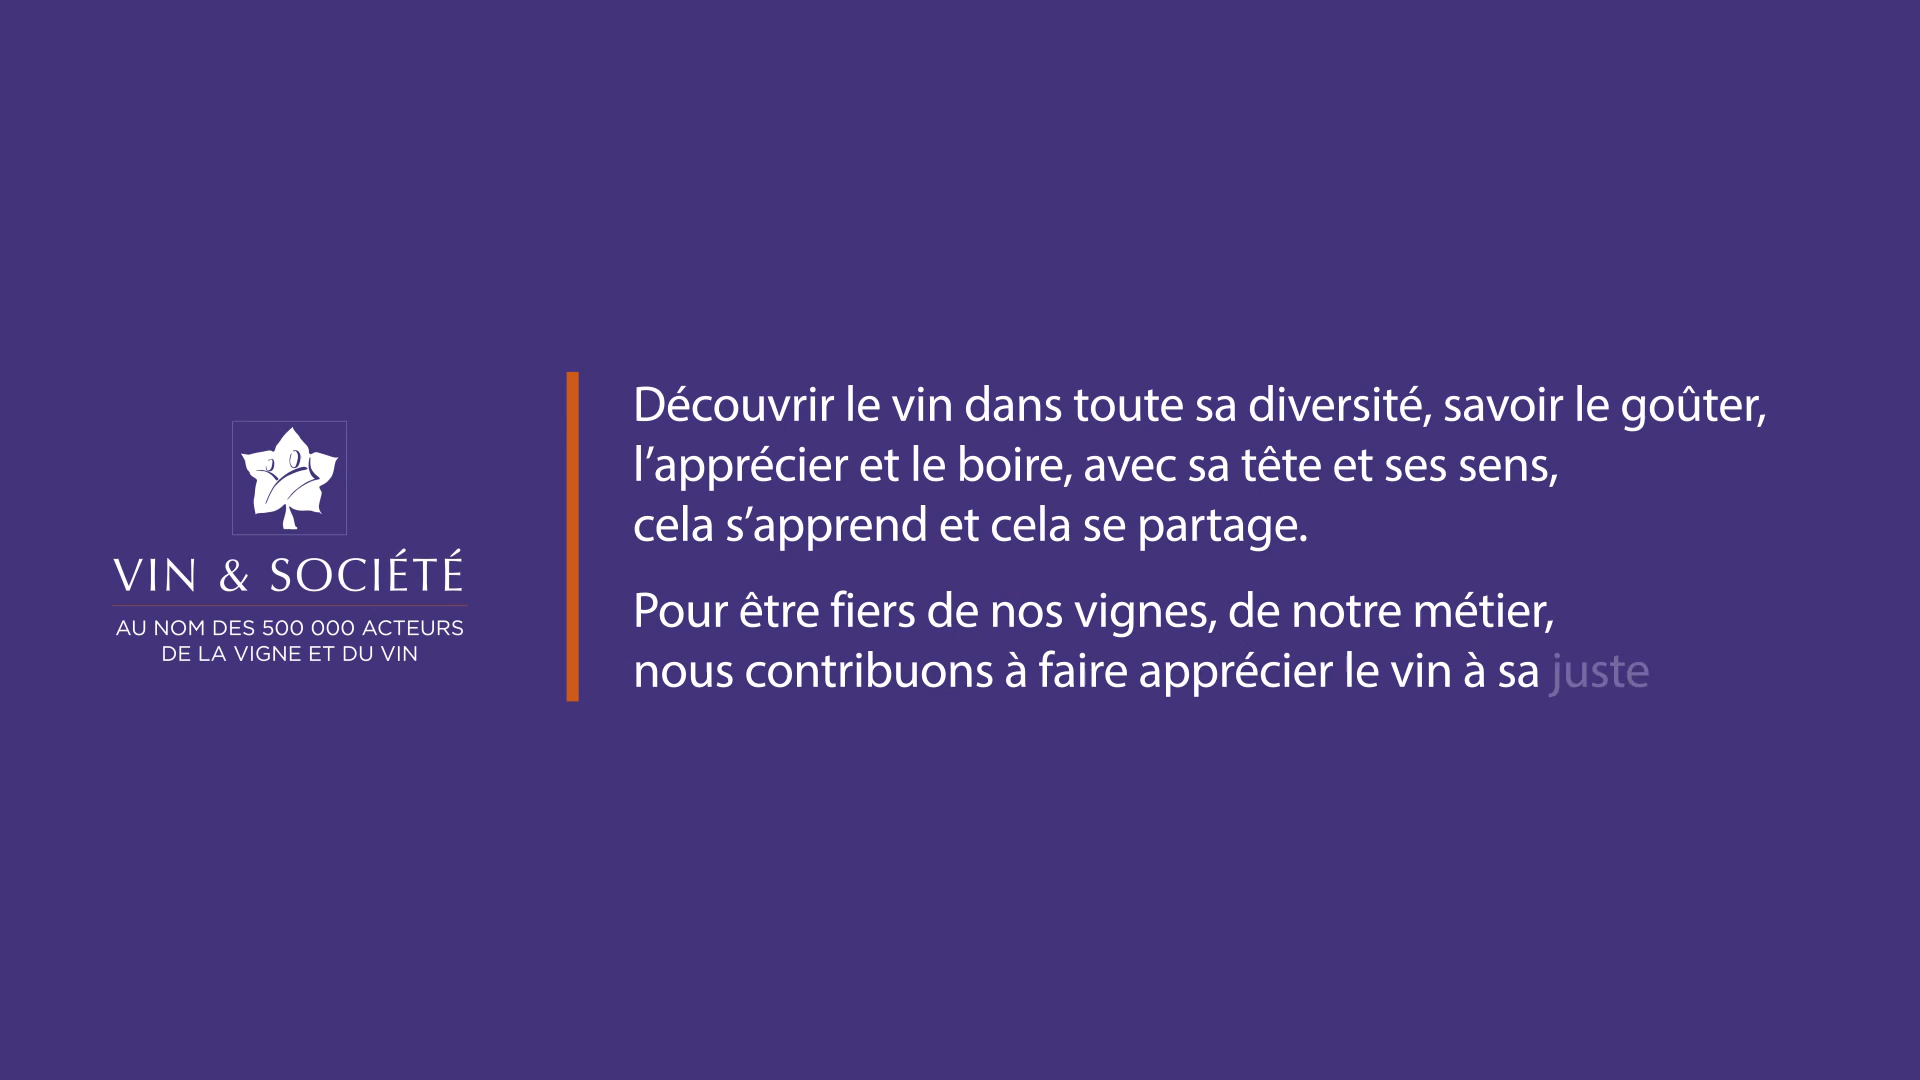 VIN & SOCIÉTÉ
AU NOM DES 500 000 ACTEURS
DE LA VIGNE ET DU VIN
Découvrir le vin dans toute sa diversité, savoir le goûter,
l’apprécier et le boire, avec sa tête et ses sens,
cela s’apprend et cela se partage.
Pour être fiers de nos vignes, de notre métier,
nous contribuons à faire apprécier le vin à sa juste